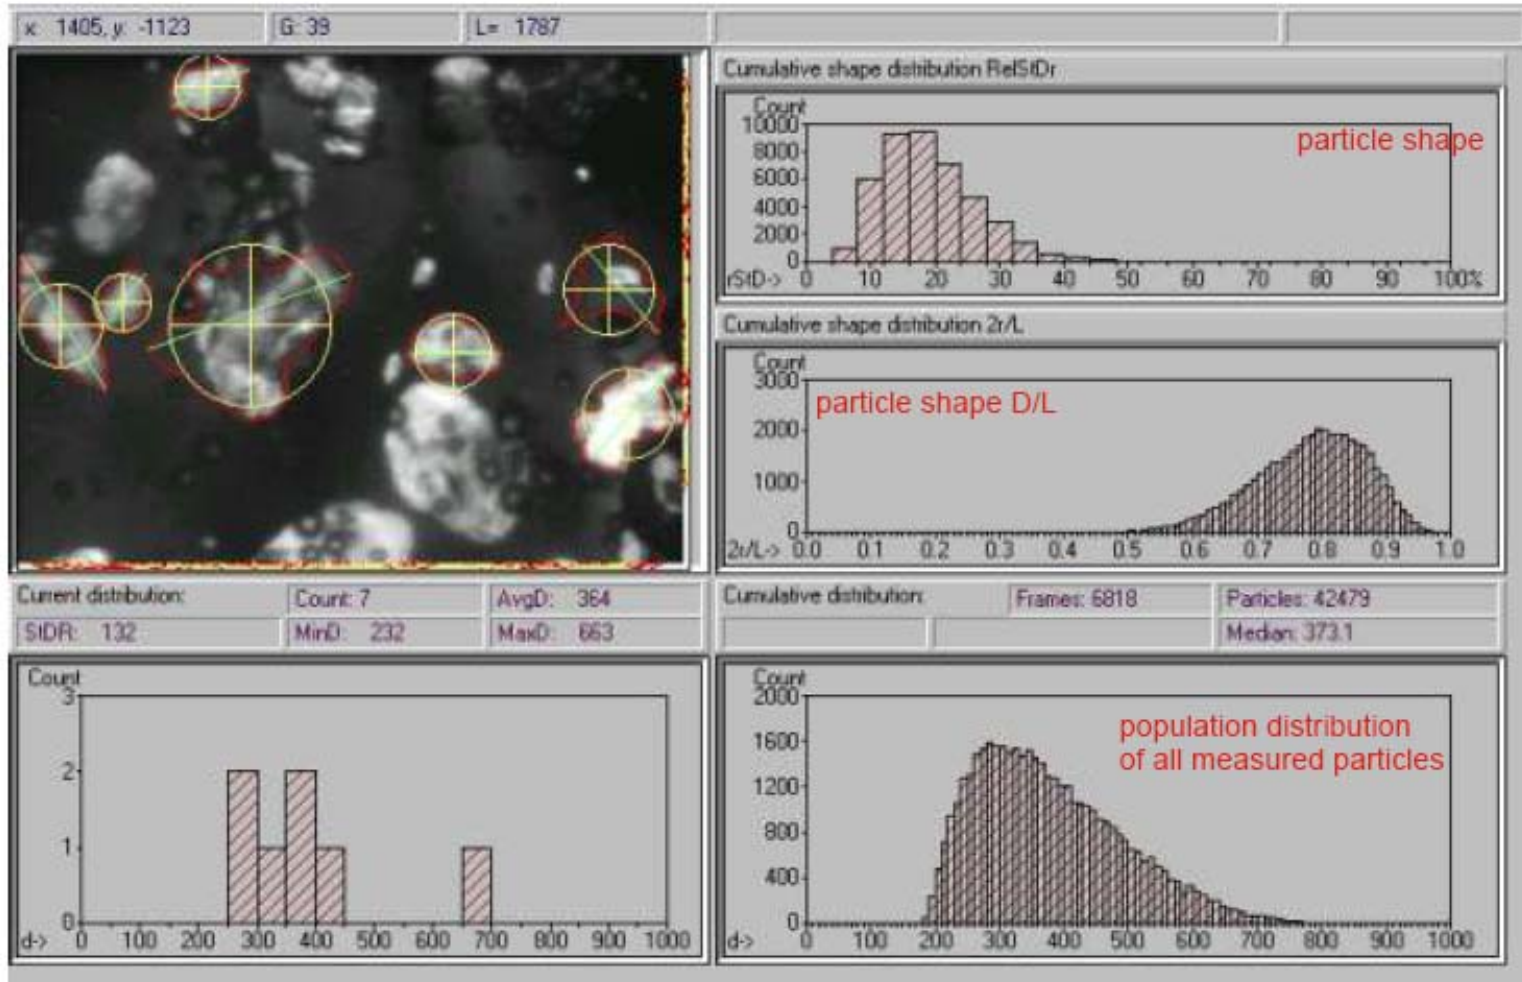 x: 1405, y: -1123 G: 39 L= 1787
Cumulative shape distribution RelStDr
Count
10000
8000
6000
4000
2000
0
rStD-> 0 10 20 30 40 50 60 70 80 90 100%
particle shape
Cumulative shape distribution 2r/L
Count
3000
2000
1000
0
2r/L-> 0.0 0.1 0.2 0.3 0.4 0.5 0.6 0.7 0.8 0.9 1.0
particle shape D/L
Current distribution: Count: 7 AvgD: 364
StDR: 132 MinD: 232 MaxD: 663
Count
3
2
1
0
d-> 0 100 200 300 400 500 600 700 800 900 1000
Cumulative distribution: Frames: 6818 Particles: 42479
Median: 373.1
Count
2000
1600
1200
800
400
0
d-> 0 100 200 300 400 500 600 700 800 900 1000
population distribution
of all measured particles